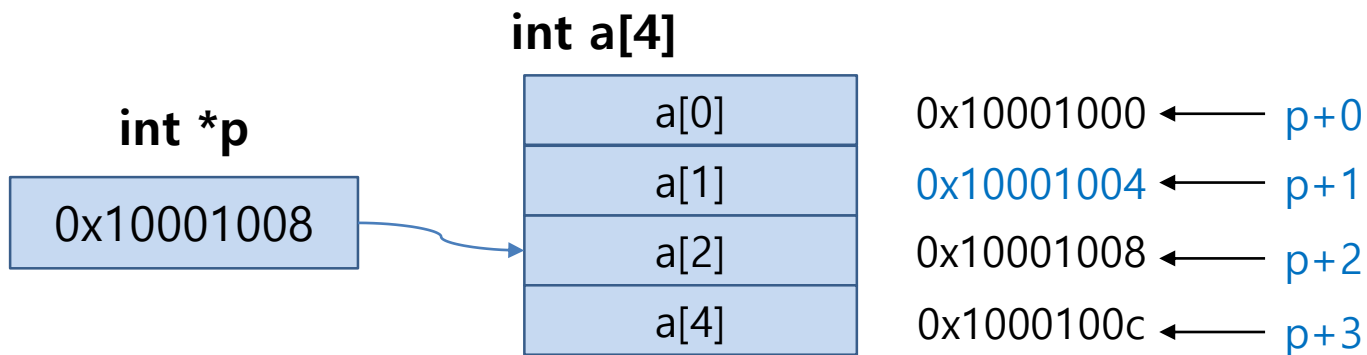 int a[4]
int *p
0x10001008
a[0] 0x10001000 p+0
a[1] 0x10001004 p+1
a[2] 0x10001008 p+2
a[4] 0x1000100c p+3